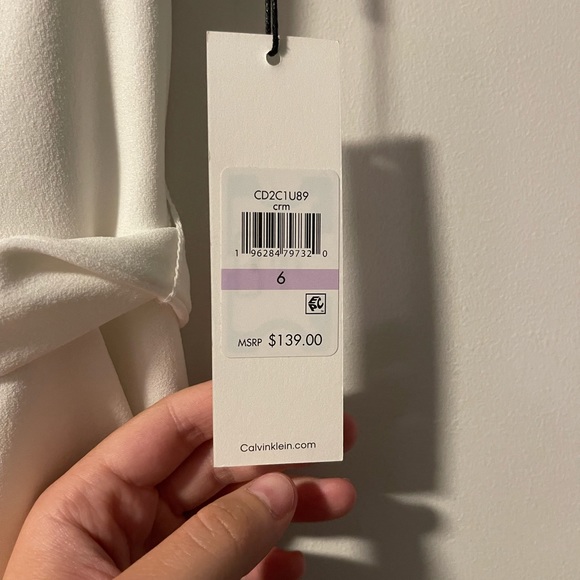 CD2C1U89
crm
1 96284 79732 0
6
MSRP $139.00
Calvinklein.com